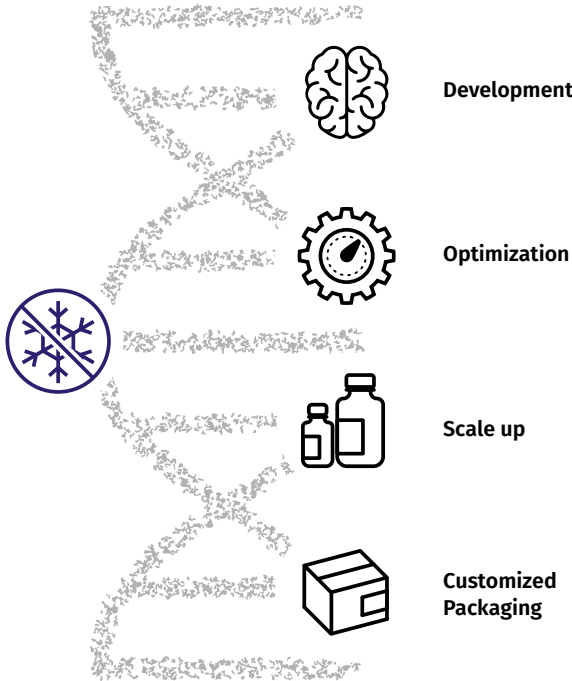 Development
Optimization
Scale up
Customized
Packaging